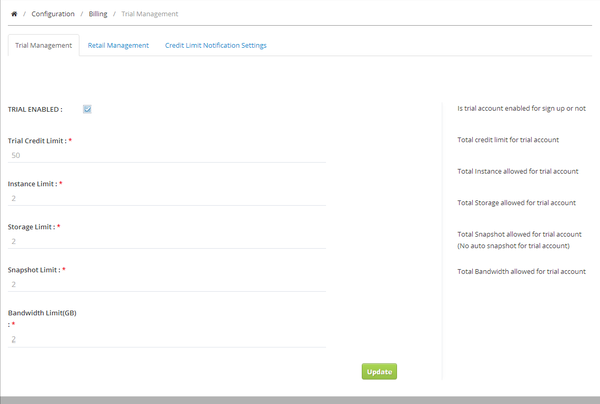 / Configuration / Billing / Trial Management
Trial Management Retail Management Credit Limit Notification Settings
TRIAL ENABLED :
Is trial account enabled for sign up or not
Trial Credit Limit : *
50
Total credit limit for trial account
Instance Limit : *
2
Total Instance allowed for trial account
Storage Limit : *
2
Total Storage allowed for trial account
Snapshot Limit : *
2
Total Snapshot allowed for trial account
(No auto snapshot for trial account)
Bandwidth Limit(GB)
: *
2
Total Bandwidth allowed for trial account
Update